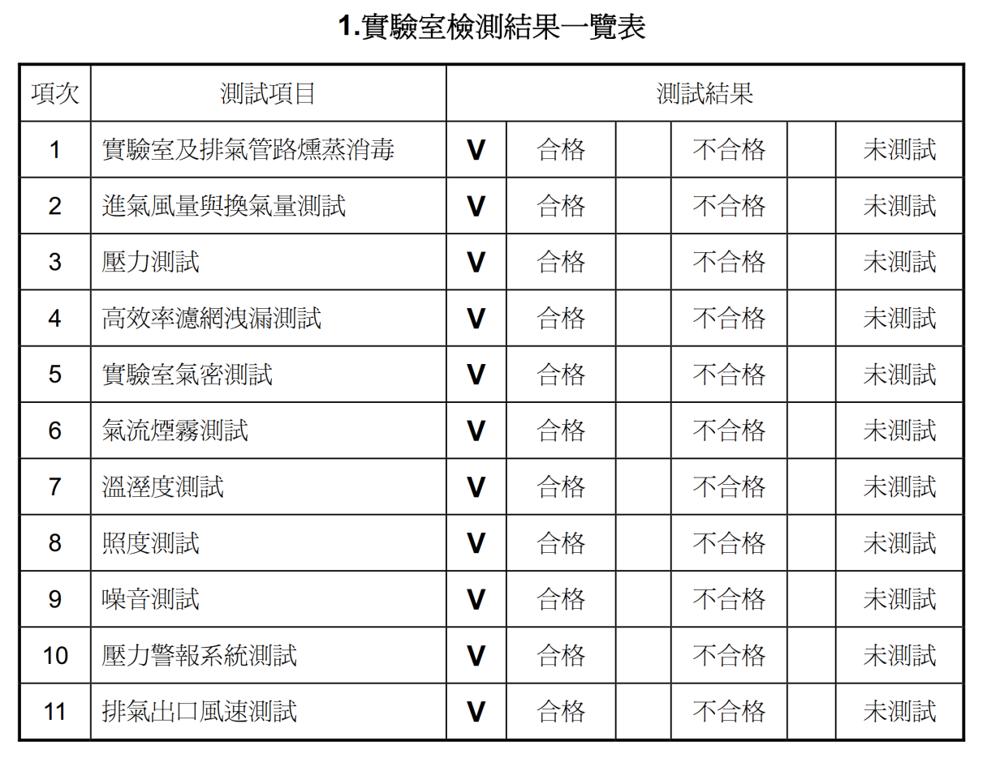 1.實驗室檢測結果一覽表
項次 測試項目 測試結果
1 實驗室及排氣管路燻蒸消毒 V 合格 不合格 未測試
2 進氣風量與換氣量測試 V 合格 不合格 未測試
3 壓力測試 V 合格 不合格 未測試
4 高效率濾網洩漏測試 V 合格 不合格 未測試
5 實驗室氣密測試 V 合格 不合格 未測試
6 氣流煙霧測試 V 合格 不合格 未測試
7 溫溼度測試 V 合格 不合格 未測試
8 照度測試 V 合格 不合格 未測試
9 噪音測試 V 合格 不合格 未測試
10 壓力警報系統測試 V 合格 不合格 未測試
11 排氣出口風速測試 V 合格 不合格 未測試